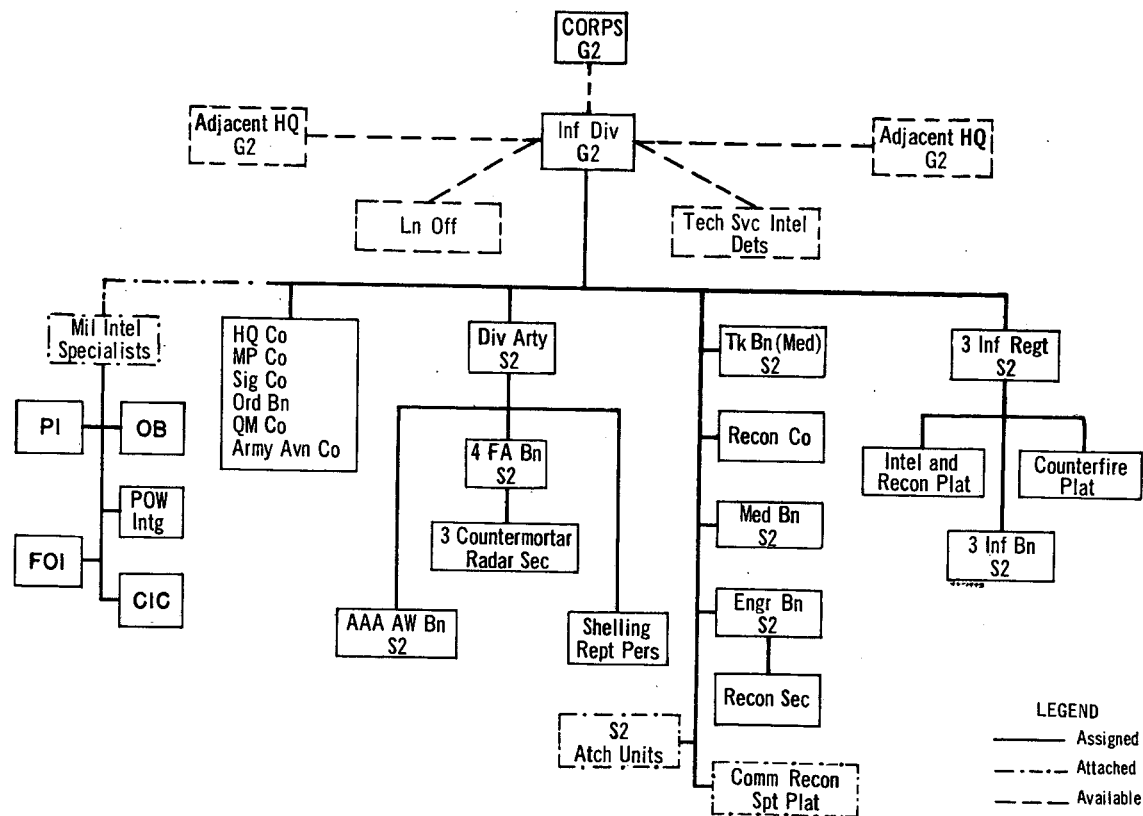 CORPS
G2
Adjacent HQ
G2
Inf Div
G2
Adjacent HQ
G2
Ln Off
Tech Svc Intel
Dets
Mil Intel
Specialists
PI
OB
POW
Intg
FOI
CIC
HQ Co
MP Co
Sig Co
Ord Bn
QM Co
Army Avn Co
Div Arty
S2
4 FA Bn
S2
3 Countermortar
Radar Sec
AAA AW Bn
S2
Shelling
Rept Pers
Tk Bn (Med)
S2
Recon Co
Med Bn
S2
Engr Bn
S2
Recon Sec
S2
Atch Units
Comm Recon
Spt Plat
3 Inf Regt
S2
Intel and
Recon Plat
Counterfire
Plat
3 Inf Bn
S2
LEGEND
Assigned
Attached
Available